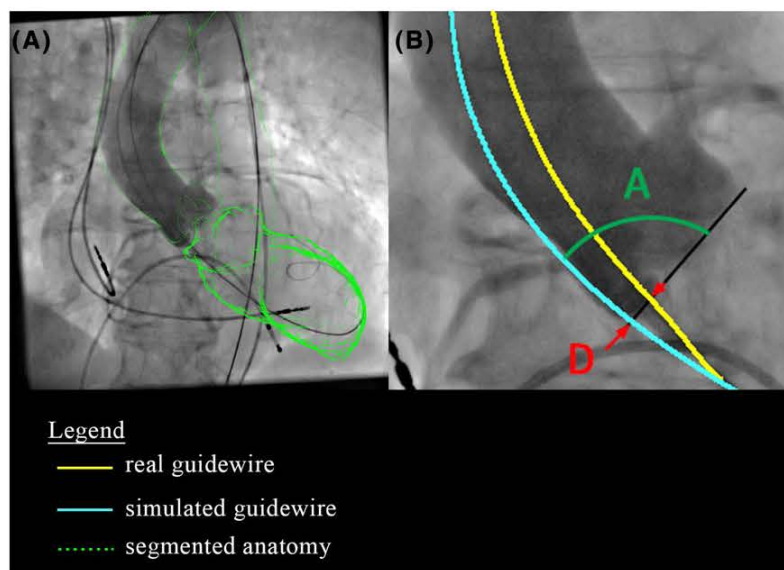 (A)
(B)
A
D
Legend
real guidewire
simulated guidewire
segmented anatomy